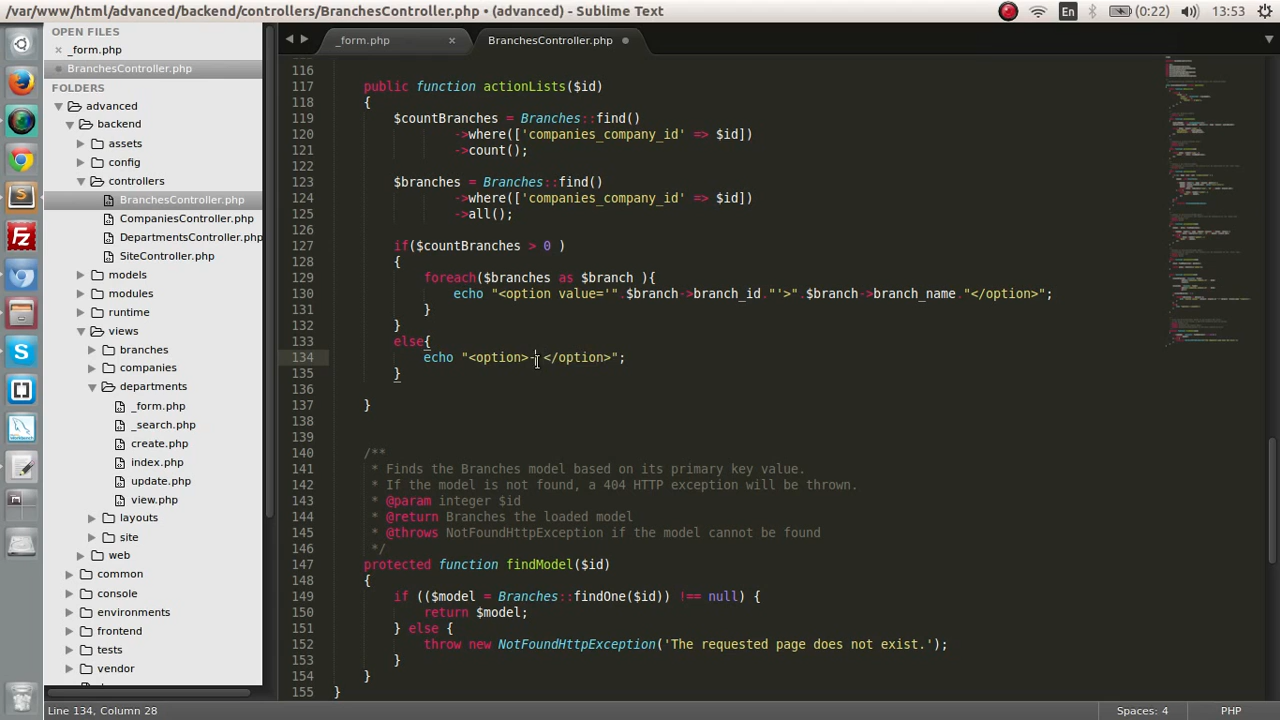 /var/www/html/advanced/backend/controllers/BranchesController.php • (advanced) - Sublime Text
En
(0:22)
13:53
OPEN FILES
_form.php
BranchesController.php
FOLDERS
advanced
backend
assets
config
controllers
BranchesController.php
CompaniesController.php
DepartmentsController.php
SiteController.php
models
modules
runtime
views
branches
companies
departments
_form.php
_search.php
create.php
index.php
update.php
view.php
layouts
site
web
common
console
environments
frontend
tests
vendor
_form.php
BranchesController.php
116
117 public function actionLists($id)
118 {
119 $countBranches = Branches::find()
120 ->where(['companies_company_id' => $id])
121 ->count();
122
123 $branches = Branches::find()
124 ->where(['companies_company_id' => $id])
125 ->all();
126
127 if($countBranches > 0 )
128 {
129 foreach($branches as $branch ){
130 echo "<option value='".$branch->branch_id."'>".$branch->branch_name."</option>";
131 }
132 }
133 else{
134 echo "<option>- </option>";
135 }
136
137 }
138
139
140 /**
141 * Finds the Branches model based on its primary key value.
142 * If the model is not found, a 404 HTTP exception will be thrown.
143 * @param integer $id
144 * @return Branches the loaded model
145 * @throws NotFoundHttpException if the model cannot be found
146 */
147 protected function findModel($id)
148 {
149 if (($model = Branches::findOne($id)) !== null) {
150 return $model;
151 } else {
152 throw new NotFoundHttpException('The requested page does not exist.');
153 }
154 }
155 }
Line 134, Column 28
Spaces: 4
PHP